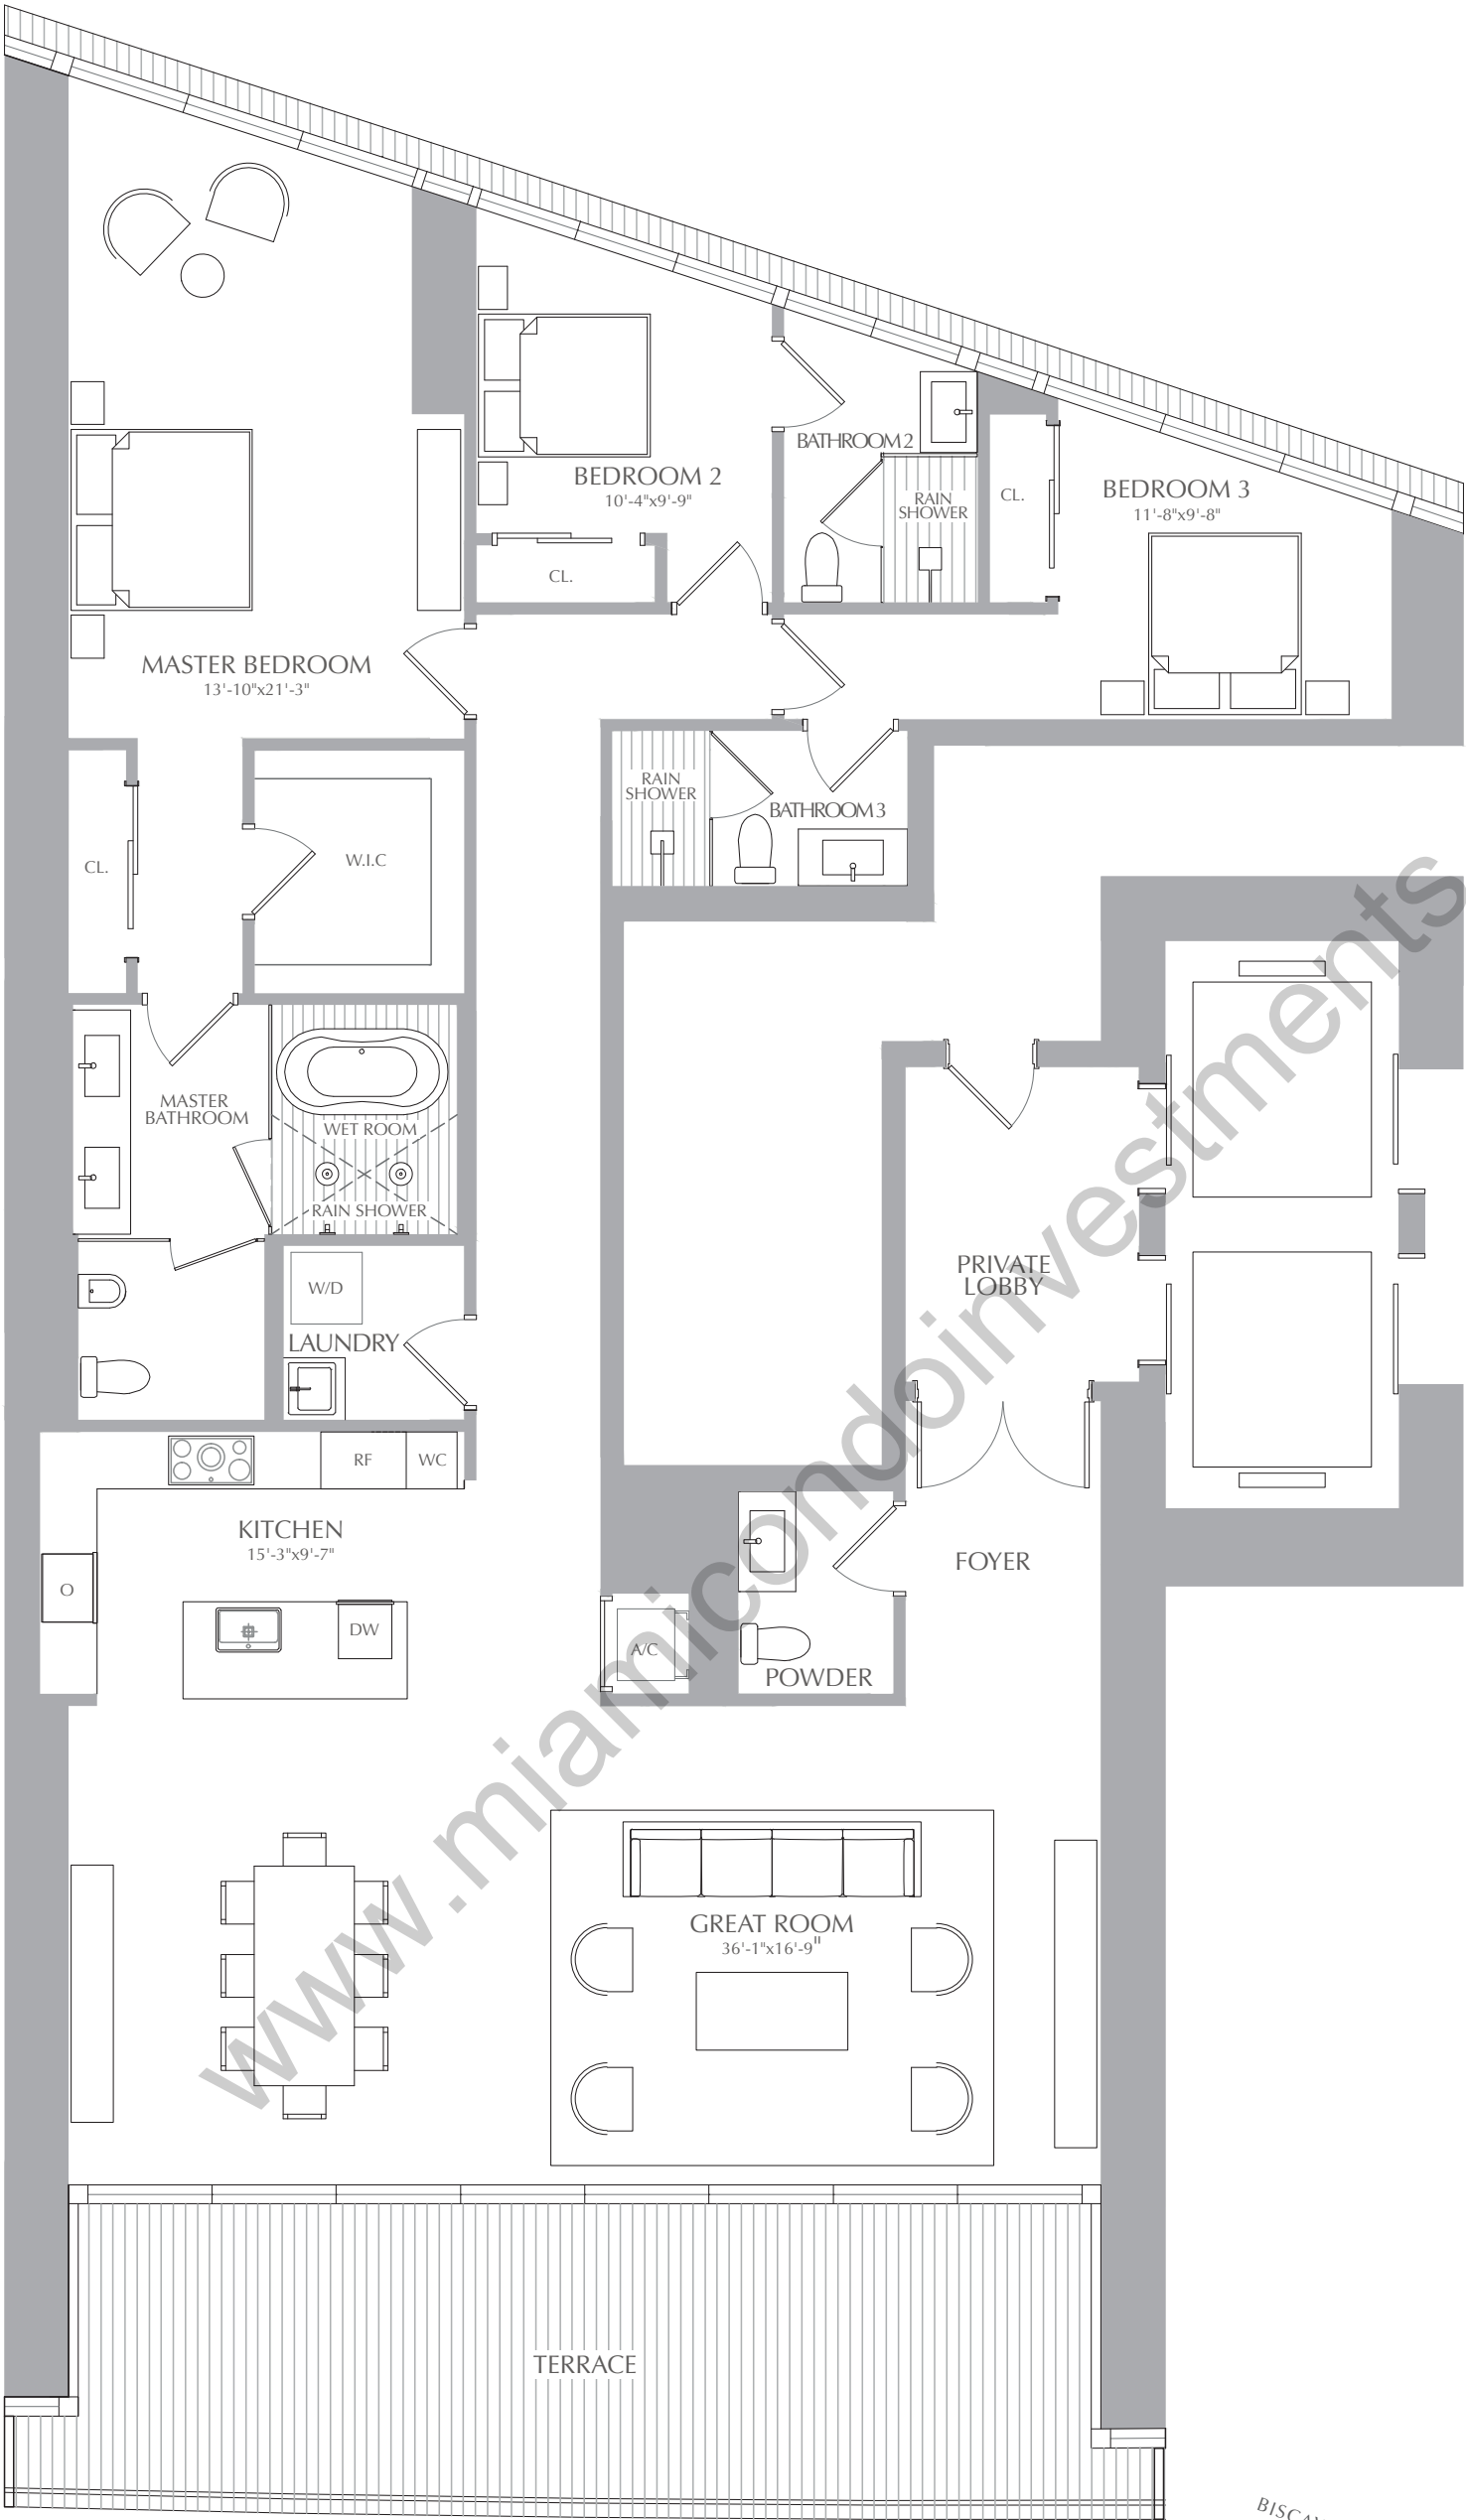 BEDROOM 2
10'-4"x9'-9"
CL.
BATHROOM 2
RAIN
SHOWER
CL.
BEDROOM 3
11'-8"x9'-8"
MASTER BEDROOM
13'-10"x21'-3"
RAIN
SHOWER
BATHROOM 3
CL.
W.I.C
MASTER
BATHROOM
WET ROOM
RAIN SHOWER
W/D
LAUNDRY
PRIVATE
LOBBY
RF
WC
KITCHEN
15'-3"x9'-7"
O
DW
A/C
POWDER
FOYER
GREAT ROOM
36'-1"x16'-9"
TERRACE
www.miamicondoinvestments